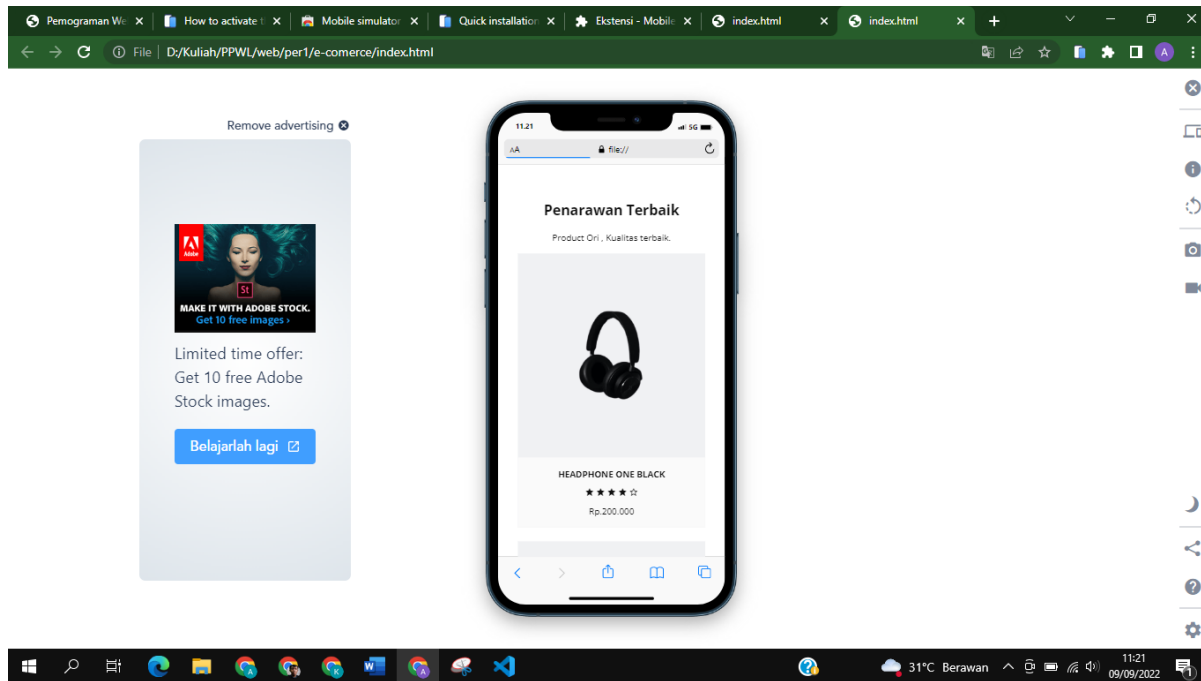 Pemograman We
How to activate t
Mobile simulator
Quick installation
Ekstensi - Mobile
index.html
index.html
File
D:/Kuliah/PPWL/web/per1/e-comerce/index.html
A
Remove advertising
Adobe
St
MAKE IT WITH ADOBE STOCK.
Get 10 free images ›
Limited time offer:
Get 10 free Adobe
Stock images.
Belajarlah lagi
11.21
5G
AA
file://
Penarawan Terbaik
Product Ori , Kualitas terbaik.
HEADPHONE ONE BLACK
★★★★☆
Rp.200.000
31°C Berawan
11:21
09/09/2022
1